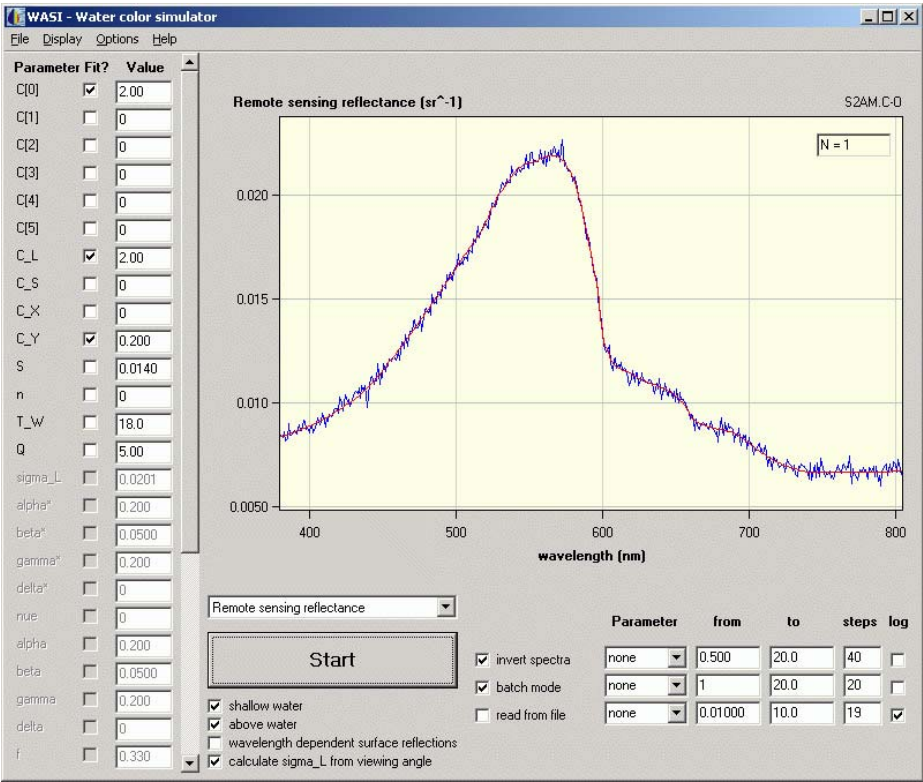 WASI - Water color simulator
File Display Options Help
Parameter Fit? Value
C[0] 2.00
C[1] 0
C[2] 0
C[3] 0
C[4] 0
C[5] 0
C_L 2.00
C_S 0
C_X 0
C_Y 0.200
S 0.0140
n 0
T_W 18.0
Q 5.00
sigma_L 0.0201
alpha* 0.200
beta* 0.0500
gamma* 0.200
delta* 0
nue 0
alpha 0.200
beta 0.0500
gamma 0.200
delta 0
f 0.330
Remote sensing reflectance (sr^-1) S2AM.C-O
N = 1
0.020
0.015
0.010
0.0050
400 500 600 700 800
wavelength (nm)
Remote sensing reflectance
Start
shallow water
above water
wavelength dependent surface reflections
calculate sigma_L from viewing angle
invert spectra
batch mode
read from file
Parameter from to steps log
none 0.500 20.0 40
none 1 20.0 20
none 0.01000 10.0 19